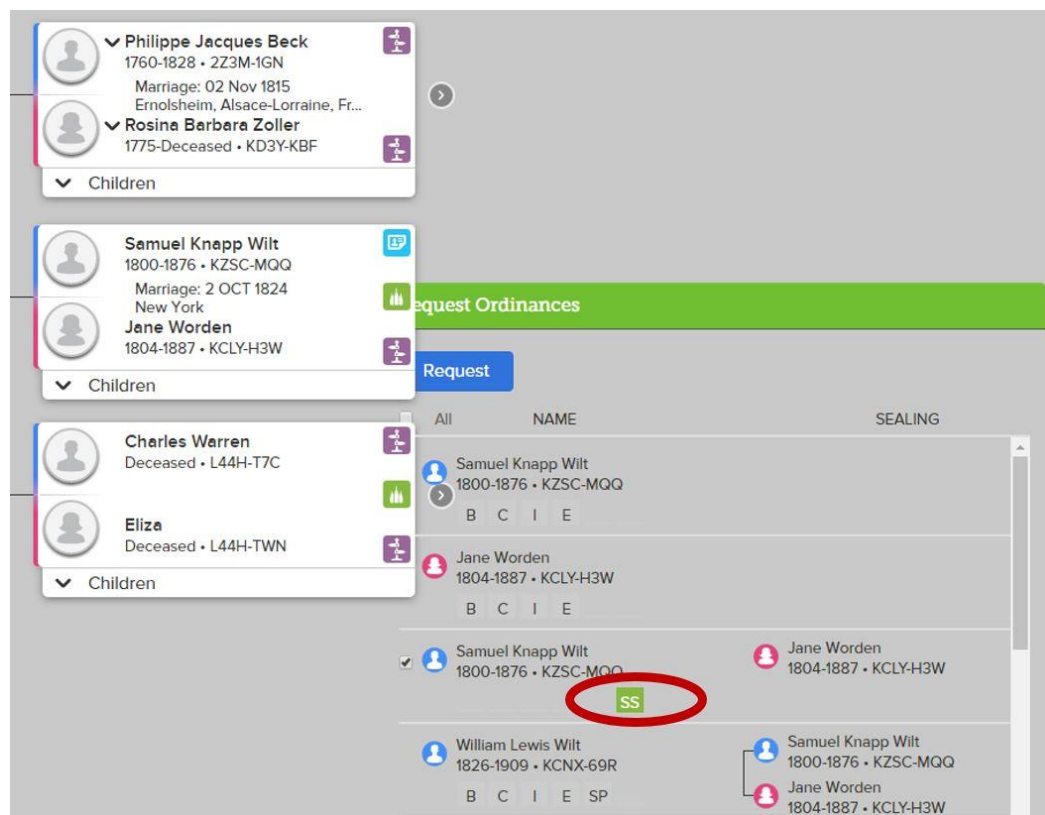 Philippe Jacques Beck
1760-1828 • 2Z3M-1GN
Marriage: 02 Nov 1815
Ernolsheim, Alsace-Lorraine, Fr...
Rosina Barbara Zoller
1775-Deceased • KD3Y-KBF
Children
Samuel Knapp Wilt
1800-1876 • KZSC-MQQ
Marriage: 2 OCT 1824
New York
Jane Worden
1804-1887 • KCLY-H3W
Children
Charles Warren
Deceased • L44H-T7C
Eliza
Deceased • L44H-TWN
Children
equest Ordinances
Request
All NAME SEALING
Samuel Knapp Wilt
1800-1876 • KZSC-MQQ
B C I E
Jane Worden
1804-1887 • KCLY-H3W
B C I E
Samuel Knapp Wilt
1800-1876 • KZSC-MQQ
SS
Jane Worden
1804-1887 • KCLY-H3W
William Lewis Wilt
1826-1909 • KCNX-69R
B C I E SP
Samuel Knapp Wilt
1800-1876 • KZSC-MQQ
Jane Worden
1804-1887 • KCLY-H3W